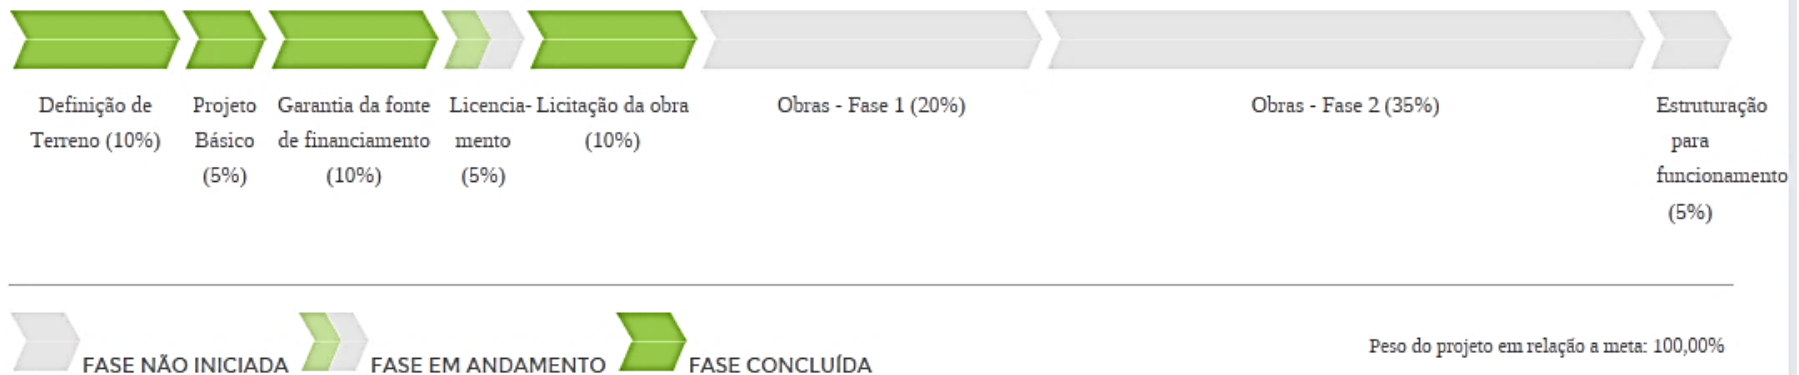 Definição de
Terreno (10%)
Projeto
Básico
(5%)
Garantia da fonte
de financiamento
(10%)
Licencia-
mento
(5%)
Licitação da obra
(10%)
Obras - Fase 1 (20%)
Obras - Fase 2 (35%)
Estruturação
para
funcionamento
(5%)
FASE NÃO INICIADA
FASE EM ANDAMENTO
FASE CONCLUÍDA
Peso do projeto em relação a meta: 100,00%